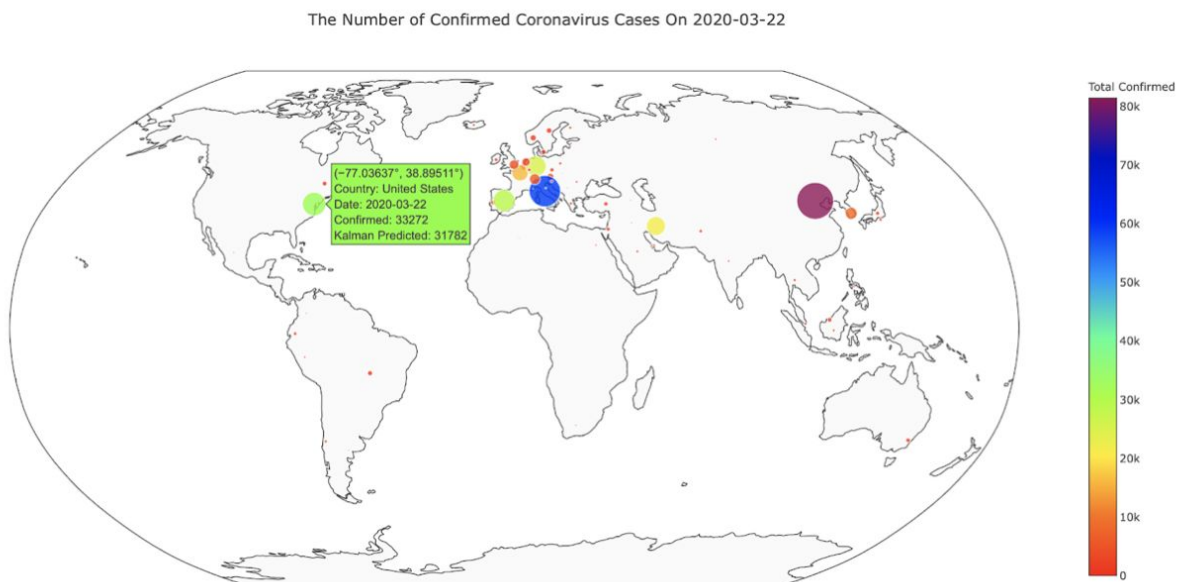 The Number of Confirmed Coronavirus Cases On 2020-03-22
Total Confirmed
80k
70k
60k
50k
40k
30k
20k
10k
0
(−77.03637°, 38.89511°)
Country: United States
Date: 2020-03-22
Confirmed: 33272
Kalman Predicted: 31782